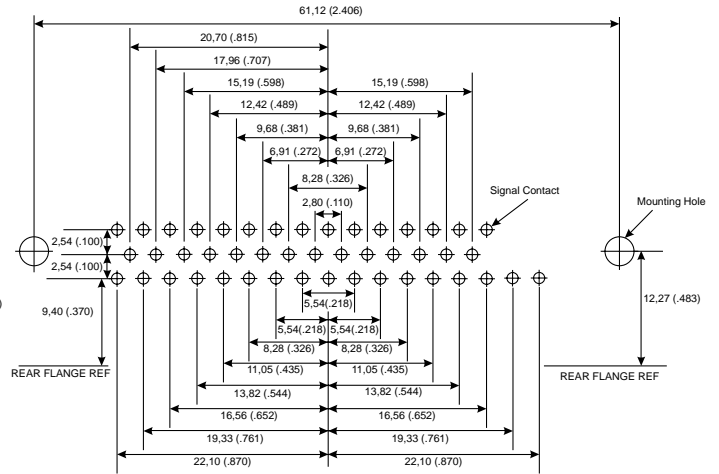 61,12 (2.406)
20,70 (.815)
17,96 (.707)
15,19 (.598) 15,19 (.598)
12,42 (.489) 12,42 (.489)
9,68 (.381) 9,68 (.381)
6,91 (.272) 6,91 (.272)
8,28 (.326)
Signal Contact
2,80 (.110)
Mounting Hole
2,54 (.100)
2,54 (.100)
)
9,40 (.370)
5,54(.218)
12,27 (.483)
5,54(.218) 5,54(.218)
8,28 (.326) 8,28 (.326)
REAR FLANGE REF 11,05 (.435) 11,05 (.435) REAR FLANGE REF
13,82 (.544) 13,82 (.544)
16,56 (.652) 16,56 (.652)
19,33 (.761) 19,33 (.761)
22,10 (.870) 22,10 (.870)